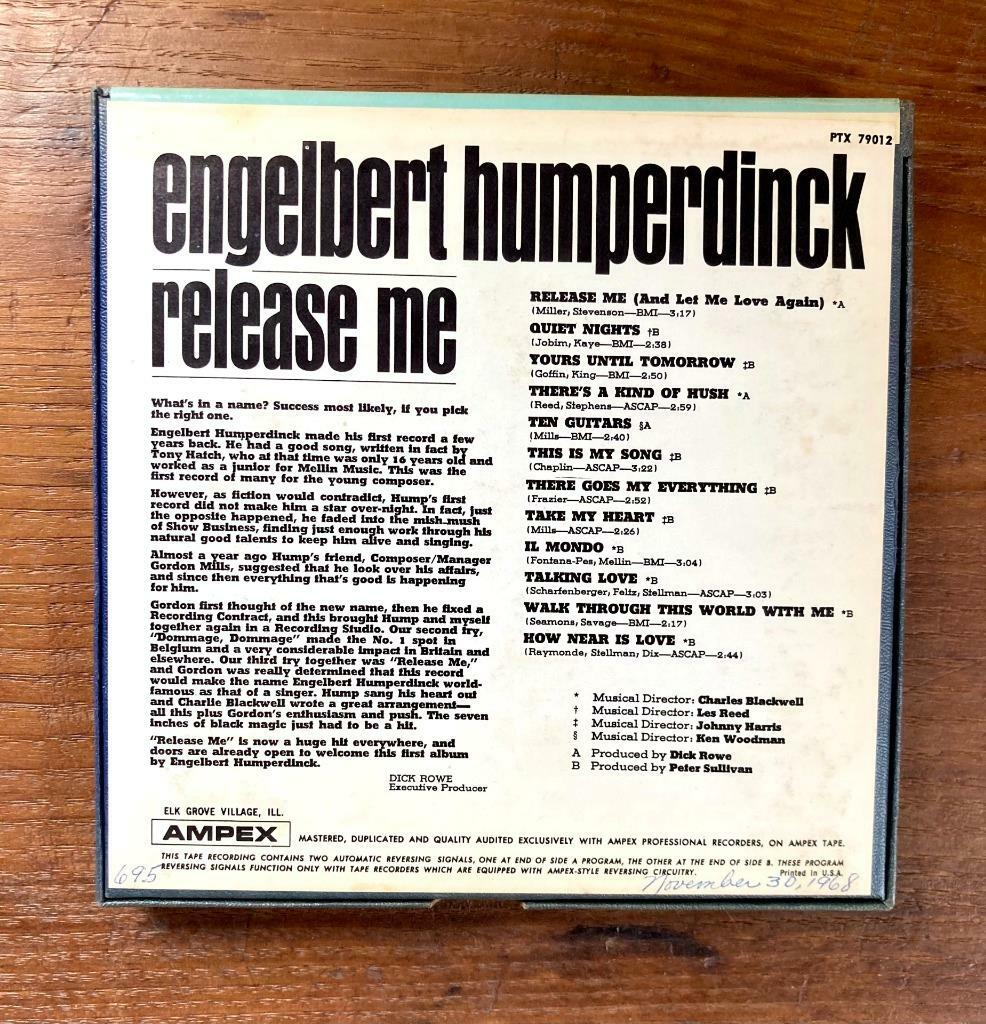 PTX 79012
engelbert humperdinck
release me
What's in a name? Success most likely, if you pick
the right one.
Engelbert Humperdinck made his first record a few
years back. He had a good song, written in fact by
Tony Hatch, who at that time was only 16 years old and
worked as a junior for Mellin Music. This was the
first record of many for the young composer.
However, as fiction would contradict, Hump's first
record did not make him a star over-night. In fact, just
the opposite happened, he faded into the mish-mush
of Show Business, finding just enough work through his
natural good talents to keep him alive and singing.
Almost a year ago Hump's friend, Composer/Manager
Gordon Mills, suggested that he look over his affairs,
and since then everything that's good is happening
for him.
Gordon first thought of the new name, then he fixed a
Recording Contract, and this brought Hump and myself
together again in a Recording Studio. Our second try,
"Dommage, Dommage" made the No. 1 spot in
Belgium and a very considerable impact in Britain and
elsewhere. Our third try together was "Release Me,"
and Gordon was really determined that this record
would make the name Engelbert Humperdinck world-
famous as that of a singer. Hump sang his heart out
and Charlie Blackwell wrote a great arrangement—
all this plus Gordon's enthusiasm and push. The seven
inches of black magic just had to be a hit.
"Release Me" is now a huge hit everywhere, and
doors are already open to welcome this first album
by Engelbert Humperdinck.
DICK ROWE
Executive Producer
RELEASE ME (And Let Me Love Again) *A
(Miller, Stevenson—BMI—3:17)
QUIET NIGHTS †B
(Jobim, Kaye—BMI—2:38)
YOURS UNTIL TOMORROW ‡B
(Goffin, King—BMI—2:50)
THERE'S A KIND OF HUSH *A
(Reed, Stephens—ASCAP—2:59)
TEN GUITARS §A
(Mills—BMI—2:40)
THIS IS MY SONG ‡B
(Chaplin—ASCAP—3:22)
THERE GOES MY EVERYTHING ‡B
(Frazier—ASCAP—2:52)
TAKE MY HEART ‡B
(Mills—ASCAP—2:26)
IL MONDO *B
(Fontana-Pes, Mellin—BMI—3:04)
TALKING LOVE *B
(Scharfenberger, Feliz, Stellman—ASCAP—3:03)
WALK THROUGH THIS WORLD WITH ME *B
(Seamons, Savage—BMI—2:17)
HOW NEAR IS LOVE *B
(Raymonde, Stellman, Dix—ASCAP—2:44)
* Musical Director: Charles Blackwell
† Musical Director: Les Reed
‡ Musical Director: Johnny Harris
§ Musical Director: Ken Woodman
A Produced by Dick Rowe
B Produced by Peter Sullivan
ELK GROVE VILLAGE, ILL.
AMPEX MASTERED, DUPLICATED AND QUALITY AUDITED EXCLUSIVELY WITH AMPEX PROFESSIONAL RECORDERS, ON AMPEX TAPE.
THIS TAPE RECORDING CONTAINS TWO AUTOMATIC REVERSING SIGNALS, ONE AT END OF SIDE A PROGRAM, THE OTHER AT THE END OF SIDE B. THESE PROGRAM
REVERSING SIGNALS FUNCTION ONLY WITH TAPE RECORDERS WHICH ARE EQUIPPED WITH AMPEX-STYLE REVERSING CIRCUITRY. Printed in U.S.A.
695 November 30, 1968